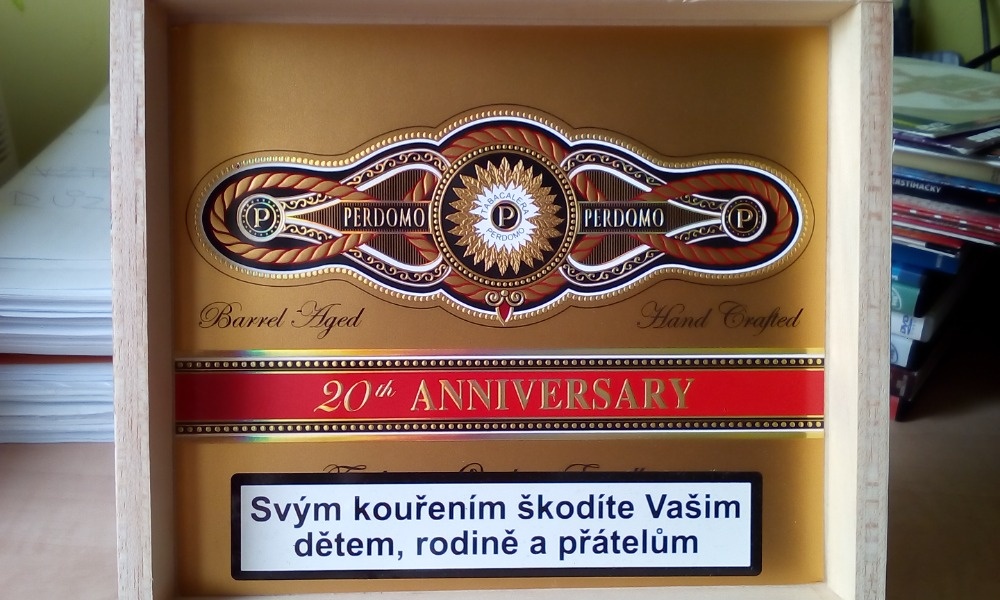 PERDOMO
TABACALERA
P
PERDOMO
PERDOMO
P
P
Barrel Aged
Hand Crafted
20th ANNIVERSARY
Svým kouřením škodíte Vašim
dětem, rodině a přátelům